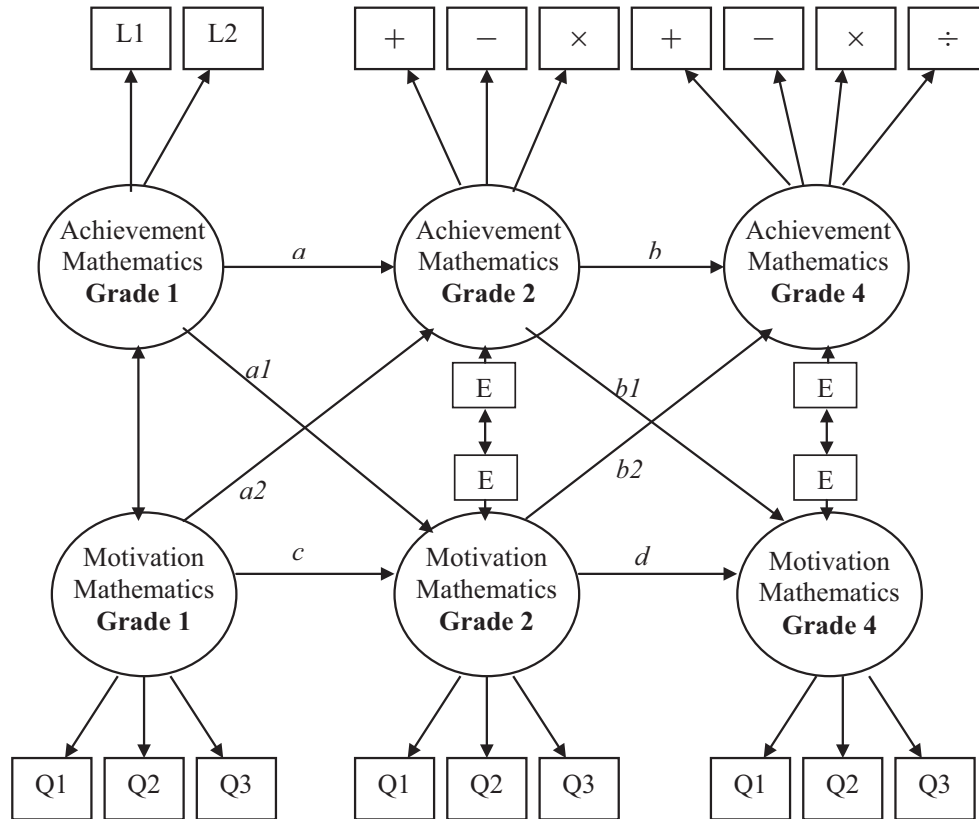 L1 L2 + − × + − × ÷
Achievement
Mathematics
Grade 1
a
Achievement
Mathematics
Grade 2
b
Achievement
Mathematics
Grade 4
a1
E
b1
E
a2
E
b2
E
Motivation
Mathematics
Grade 1
c
Motivation
Mathematics
Grade 2
d
Motivation
Mathematics
Grade 4
Q1 Q2 Q3 Q1 Q2 Q3 Q1 Q2 Q3